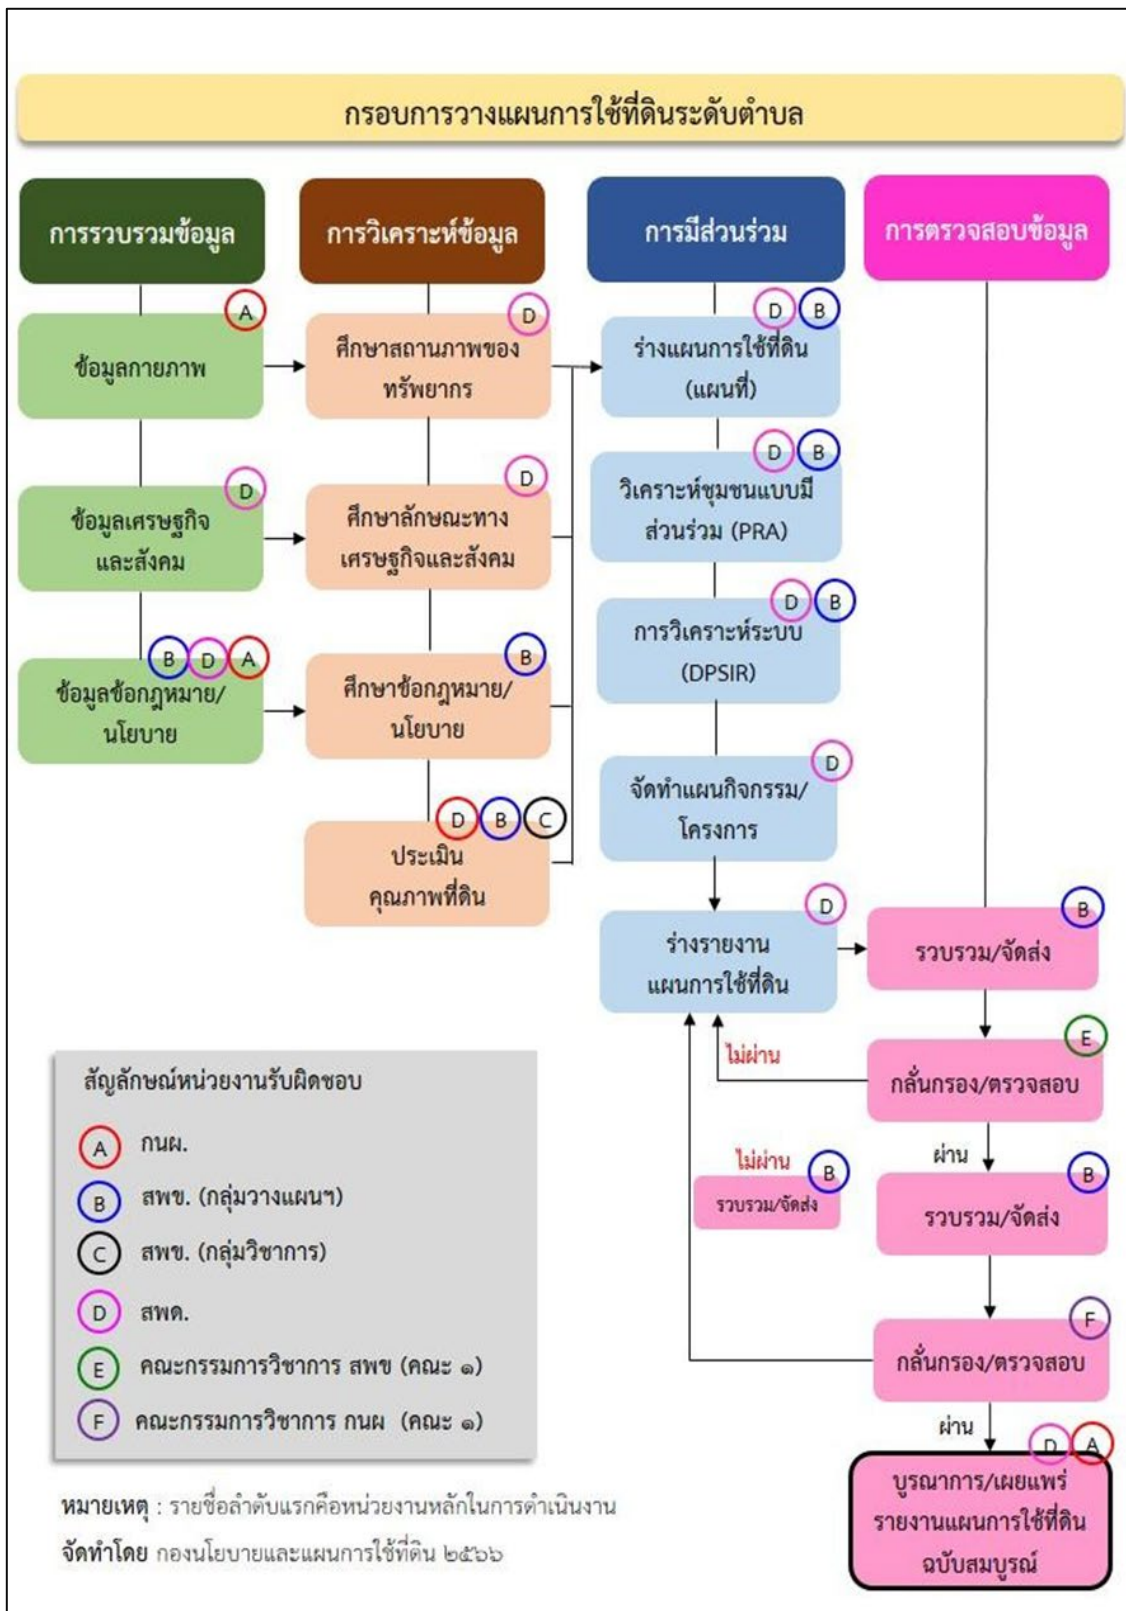 กรอบการวางแผนการใช้ที่ดินระดับตำบล
การรวบรวมข้อมูล
การวิเคราะห์ข้อมูล
การมีส่วนร่วม
การตรวจสอบข้อมูล
A
ข้อมูลกายภาพ
D
ข้อมูลเศรษฐกิจ
และสังคม
B D A
ข้อมูลข้อกฎหมาย/
นโยบาย
D
ศึกษาสถานภาพของ
ทรัพยากร
D
ศึกษาลักษณะทาง
เศรษฐกิจและสังคม
B
ศึกษาข้อกฎหมาย/
นโยบาย
D B C
ประเมิน
คุณภาพที่ดิน
D B
ร่างแผนการใช้ที่ดิน
(แผนที่)
D B
วิเคราะห์ชุมชนแบบมี
ส่วนร่วม (PRA)
D B
การวิเคราะห์ระบบ
(DPSIR)
D
จัดทำแผนกิจกรรม/
โครงการ
D
ร่างรายงาน
แผนการใช้ที่ดิน
B
รวบรวม/จัดส่ง
E
กลั่นกรอง/ตรวจสอบ
ไม่ผ่าน
ผ่าน
B
รวบรวม/จัดส่ง
ไม่ผ่าน
B
รวบรวม/จัดส่ง
F
กลั่นกรอง/ตรวจสอบ
ผ่าน
D A
บูรณาการ/เผยแพร่
รายงานแผนการใช้ที่ดิน
ฉบับสมบูรณ์
สัญลักษณ์หน่วยงานรับผิดชอบ
A กนผ.
B สพข. (กลุ่มวางแผนฯ)
C สพข. (กลุ่มวิชาการ)
D สพด.
E คณะกรรมการวิชาการ สพข (คณะ ๑)
F คณะกรรมการวิชาการ กนผ (คณะ ๑)
หมายเหตุ : รายชื่อลำดับแรกคือหน่วยงานหลักในการดำเนินงาน
จัดทำโดย กองนโยบายและแผนการใช้ที่ดิน ๒๕๖๖